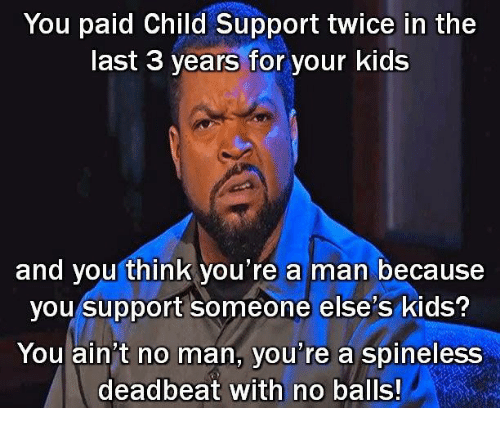 You paid Child Support twice in the
last 3 years for your kids
and you think you're a man because
you support someone else's kids?
You ain't no man, you're a spineless
deadbeat with no balls!